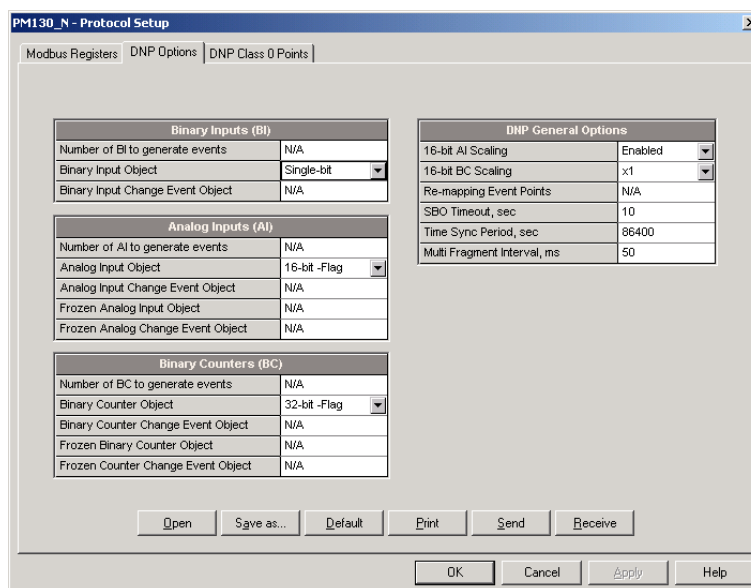 PM130_N - Protocol Setup
Modbus Registers DNP Options DNP Class 0 Points
Binary Inputs (BI)
Number of BI to generate events N/A
Binary Input Object Single-bit
Binary Input Change Event Object N/A
Analog Inputs (AI)
Number of AI to generate events N/A
Analog Input Object 16-bit -Flag
Analog Input Change Event Object N/A
Frozen Analog Input Object N/A
Frozen Analog Change Event Object N/A
Binary Counters (BC)
Number of BC to generate events N/A
Binary Counter Object 32-bit -Flag
Binary Counter Change Event Object N/A
Frozen Binary Counter Object N/A
Frozen Counter Change Event Object N/A
DNP General Options
16-bit AI Scaling Enabled
16-bit BC Scaling x1
Re-mapping Event Points N/A
SBO Timeout, sec 10
Time Sync Period, sec 86400
Multi Fragment Interval, ms 50
Open Save as... Default Print Send Receive
OK Cancel Apply Help